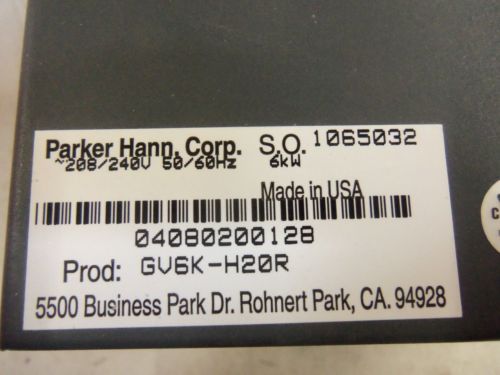 Parker Hann. Corp. S.O. 1065032
~208/240V 50/60Hz 6kW
Made in USA
04080200128
Prod: GV6K-H20R
5500 Business Park Dr. Rohnert Park, CA. 94928